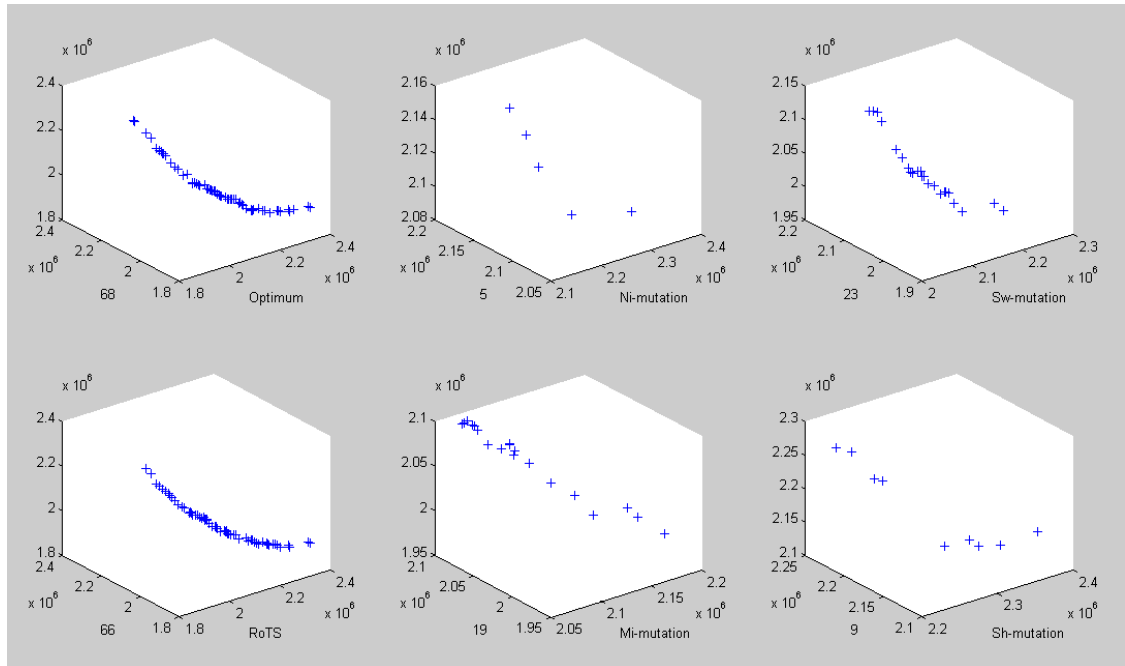 x 10^6 x 10^6 x 10^6
2.4 2.16 2.15
2.2 2.14 2.1
2 2.12 2.05
1.8 2.1 2
2.4 2.08 1.95
2.2 2.2 2.2
x 10^6 2 2.15 2.1 2.1
68 1.8 1.8 2 2.2 2.4 x 10^6
Optimum
x 10^6 5 2.05 2.1 2.2 2.3 2.4 x 10^6
Ni-mutation
x 10^6 2 23 1.9 2 2.1 2.2 2.3 x 10^6
Sw-mutation
x 10^6 x 10^6 x 10^6
2.4 2.1 2.3
2.2 2.05 2.25
2 2 2.2
1.8 1.95 2.15
2.4 2.1 2.1
2.2 2.05 2.25
x 10^6 2 2 2.2
66 1.8 1.8 2 2.2 2.4 x 10^6
RoTS
x 10^6 19 1.95 2.05 2.1 2.15 2.2 x 10^6
Mi-mutation
x 10^6 2.15 9 2.1 2.2 2.3 2.4 x 10^6
Sh-mutation